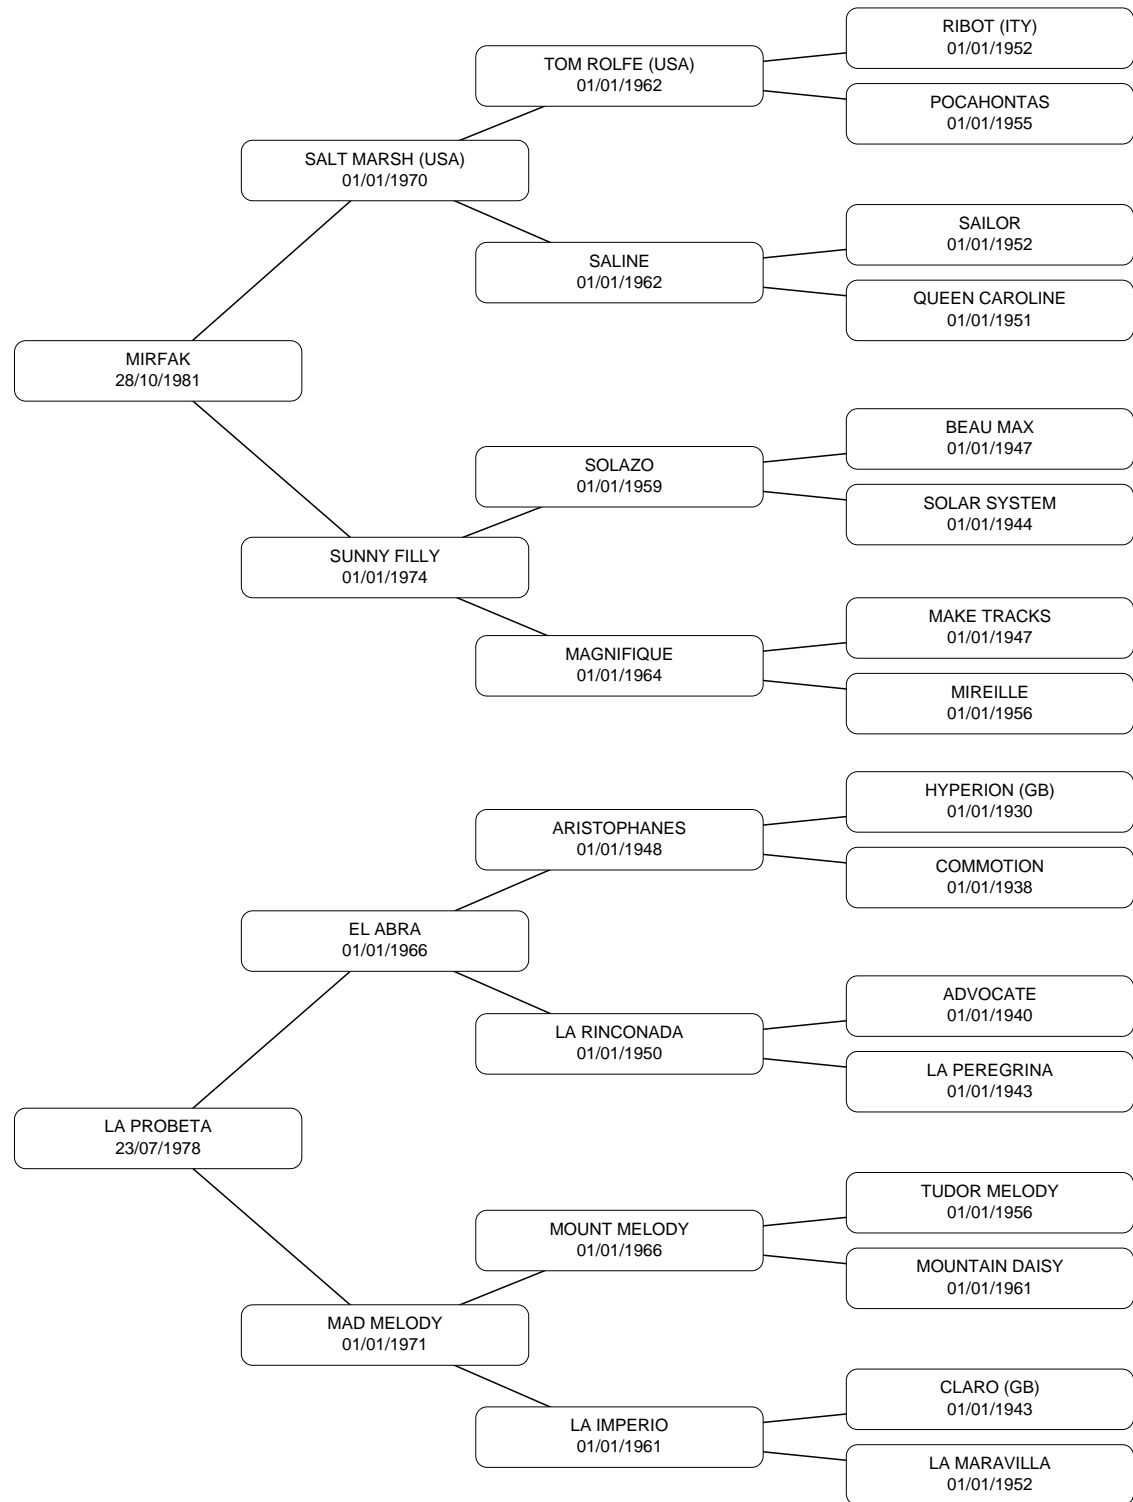 RIBOT (ITY)
01/01/1952
TOM ROLFE (USA)
01/01/1962
POCAHONTAS
01/01/1955
SALT MARSH (USA)
01/01/1970
SAILOR
01/01/1952
SALINE
01/01/1962
QUEEN CAROLINE
01/01/1951
MIRFAK
28/10/1981
BEAU MAX
01/01/1947
SOLAZO
01/01/1959
SOLAR SYSTEM
01/01/1944
SUNNY FILLY
01/01/1974
MAKE TRACKS
01/01/1947
MAGNIFIQUE
01/01/1964
MIREILLE
01/01/1956
HYPERION (GB)
01/01/1930
ARISTOPHANES
01/01/1948
COMMOTION
01/01/1938
EL ABRA
01/01/1966
ADVOCATE
01/01/1940
LA RINCONADA
01/01/1950
LA PEREGRINA
01/01/1943
LA PROBETA
23/07/1978
TUDOR MELODY
01/01/1956
MOUNT MELODY
01/01/1966
MOUNTAIN DAISY
01/01/1961
MAD MELODY
01/01/1971
CLARO (GB)
01/01/1943
LA IMPERIO
01/01/1961
LA MARAVILLA
01/01/1952